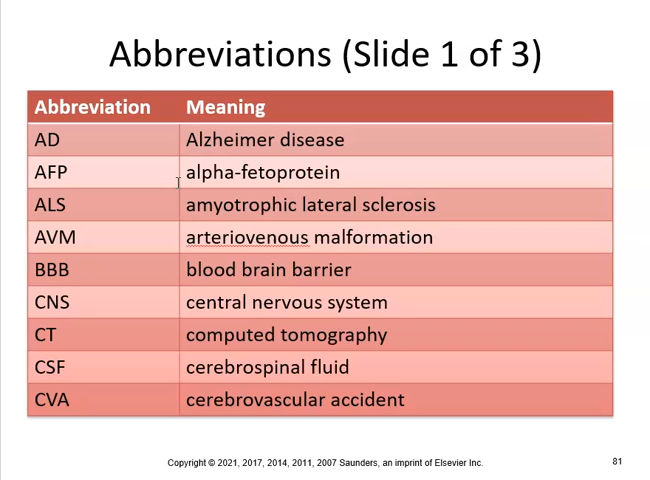 Abbreviations (Slide 1 of 3)
Abbreviation Meaning
AD Alzheimer disease
AFP alpha-fetoprotein
ALS amyotrophic lateral sclerosis
AVM arteriovenous malformation
BBB blood brain barrier
CNS central nervous system
CT computed tomography
CSF cerebrospinal fluid
CVA cerebrovascular accident
Copyright © 2021, 2017, 2014, 2011, 2007 Saunders, an imprint of Elsevier Inc. 81